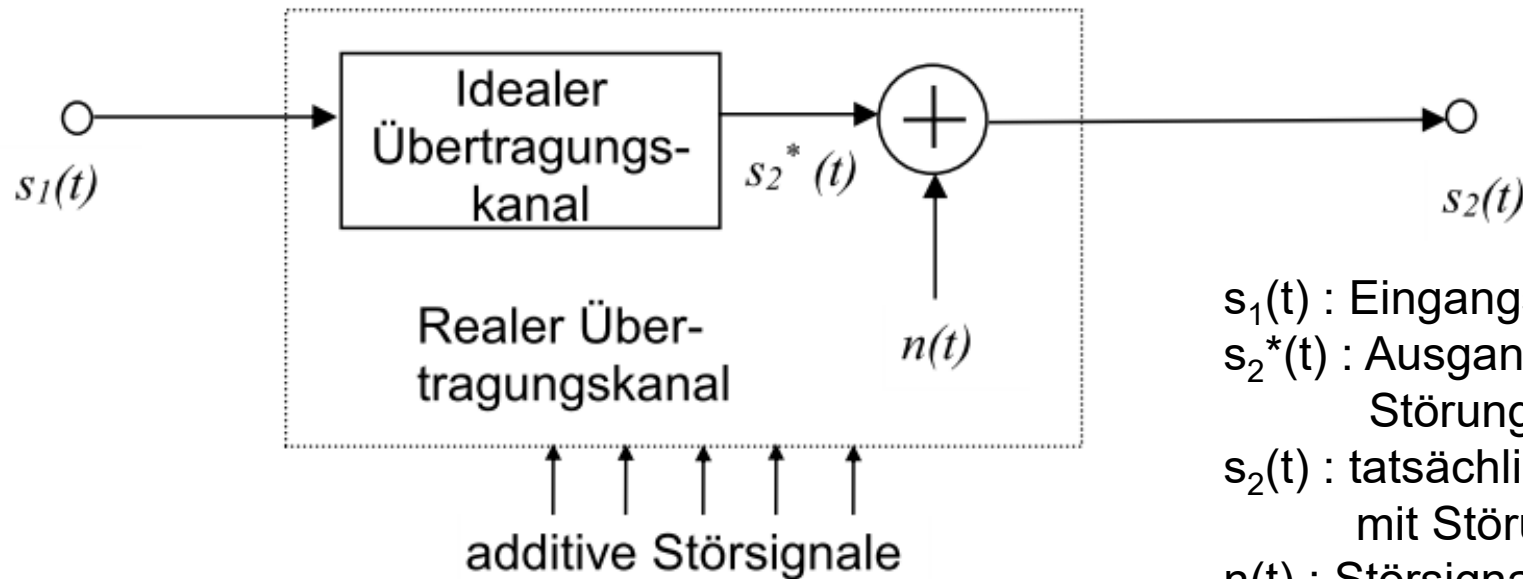 Idealer
Übertragungs-
kanal
s₁(t)
s₂* (t)
s₂(t)
n(t)
Realer Über-
tragungskanal
additive Störsignale
s₁(t) : Eingang
s₂*(t) : Ausgan
Störung
s₂(t) : tatsächli
mit Störu
n(t) : Störsigna